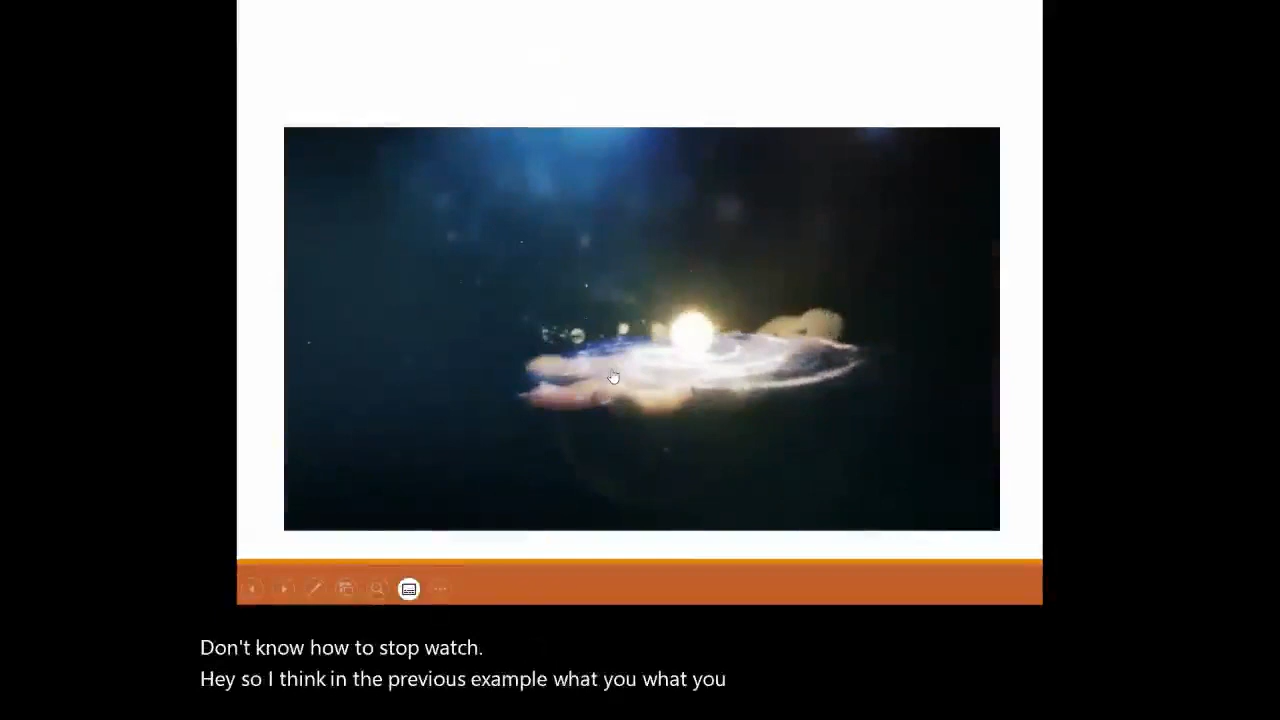 Don't know how to stop watch.
Hey so I think in the previous example what you what you